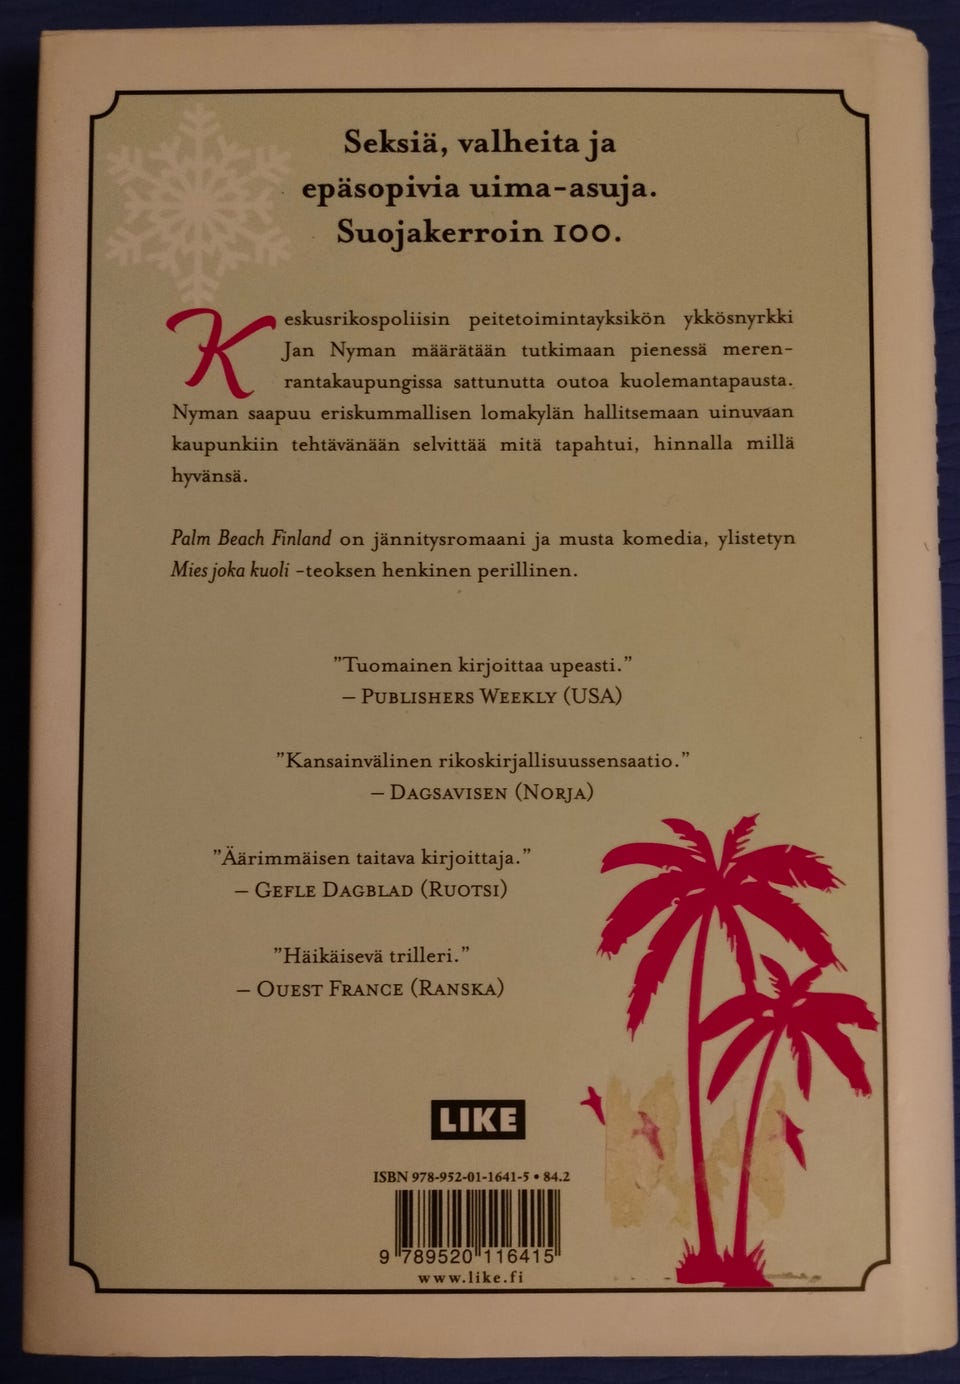 Seksiä, valheita ja
epäsopivia uima-asuja.
Suojakerroin 100.
Keskusrikospoliisin peitetoimintayksikön ykkösnyrkki
Jan Nyman määrätään tutkimaan pienessä meren-
rantakaupungissa sattunutta outoa kuolemantapausta.
Nyman saapuu eriskummallisen lomakylän hallitsemaan uinuvaan
kaupunkiin tehtävänään selvittää mitä tapahtui, hinnalla millä
hyvänsä.
Palm Beach Finland on jännitysromaani ja musta komedia, ylistetyn
Mies joka kuoli -teoksen henkinen perillinen.
”Tuomainen kirjoittaa upeasti.”
– Publishers Weekly (USA)
”Kansainvälinen rikoskirjallisuussensaatio.”
– Dagsavisen (Norja)
”Äärimmäisen taitava kirjoittaja.”
– Gefle Dagblad (Ruotsi)
”Häikäisevä trilleri.”
– Ouest France (Ranska)
LIKE
ISBN 978-952-01-1641-5 • 84.2
9 789520 116415
www.like.fi